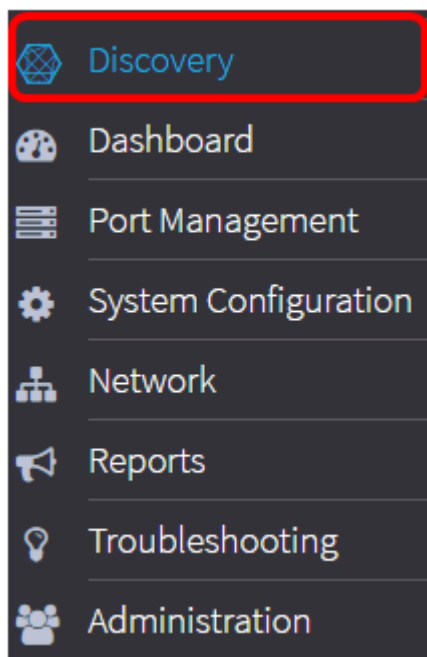 Discovery
Dashboard
Port Management
System Configuration
Network
Reports
Troubleshooting
Administration